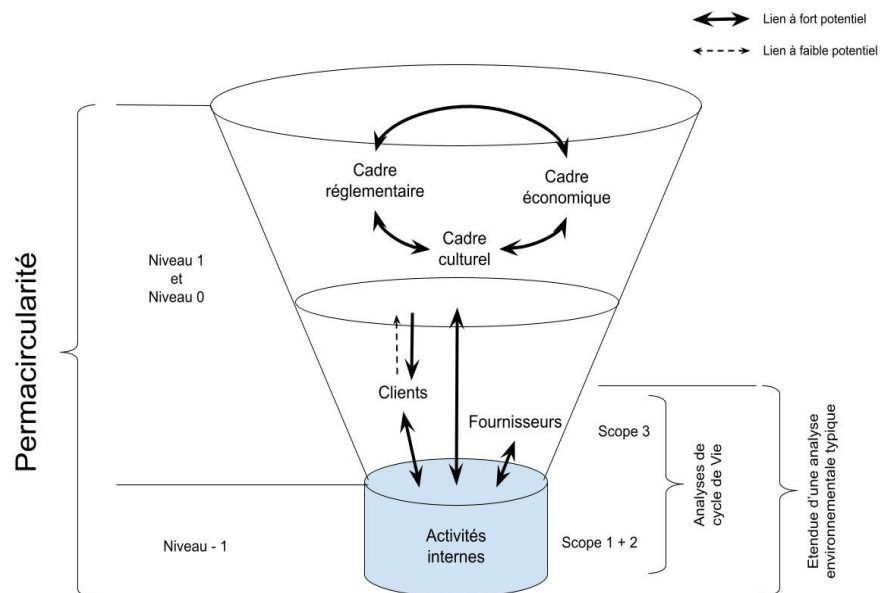 Lien à fort potentiel
Lien à faible potentiel
Cadre
réglementaire
Cadre
économique
Cadre
culturel
Permacircularité
Niveau 1
et
Niveau 0
Clients
Fournisseurs
Scope 3
Analyses de
cycle de Vie
Etendue d'une analyse
environnementale typique
Niveau - 1
Activités
internes
Scope 1 + 2